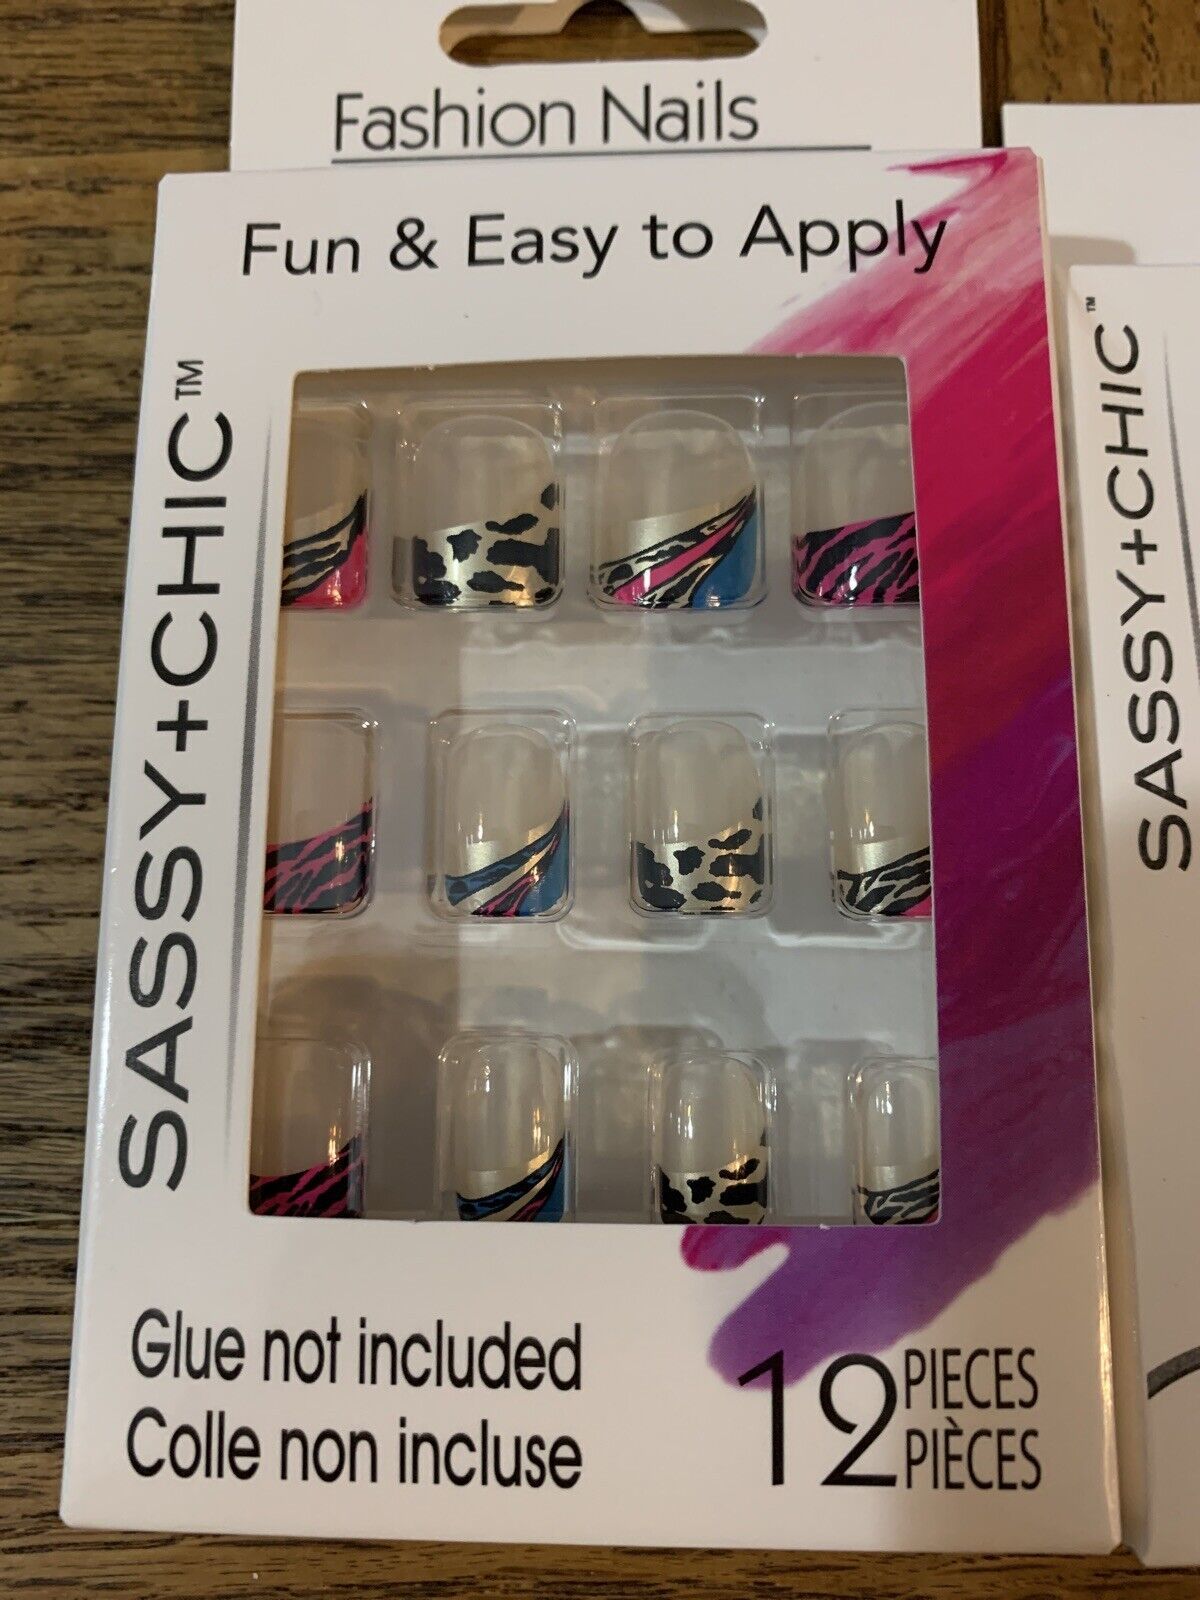 Fashion Nails
Fun & Easy to Apply
SASSY+CHIC™
Glue not included
Colle non incluse
12 PIECES
PIÈCES
SASSY+CHIC™